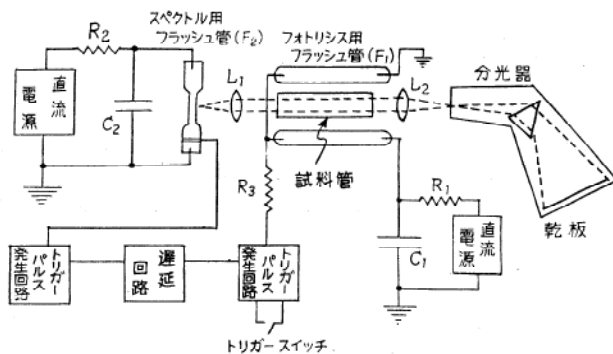 スペクトル用
フラッシュ管(F₂)
フォトリシス用
フラッシュ管(F₁)
R₂
直流
電源
C₂
L₁
L₂
分光器
試料管
乾板
R₃
R₁
直流
電源
C₁
トリガー
パルス
発生回路
遅延
回路
トリガー
パルス
発生回路
トリガースイッチ